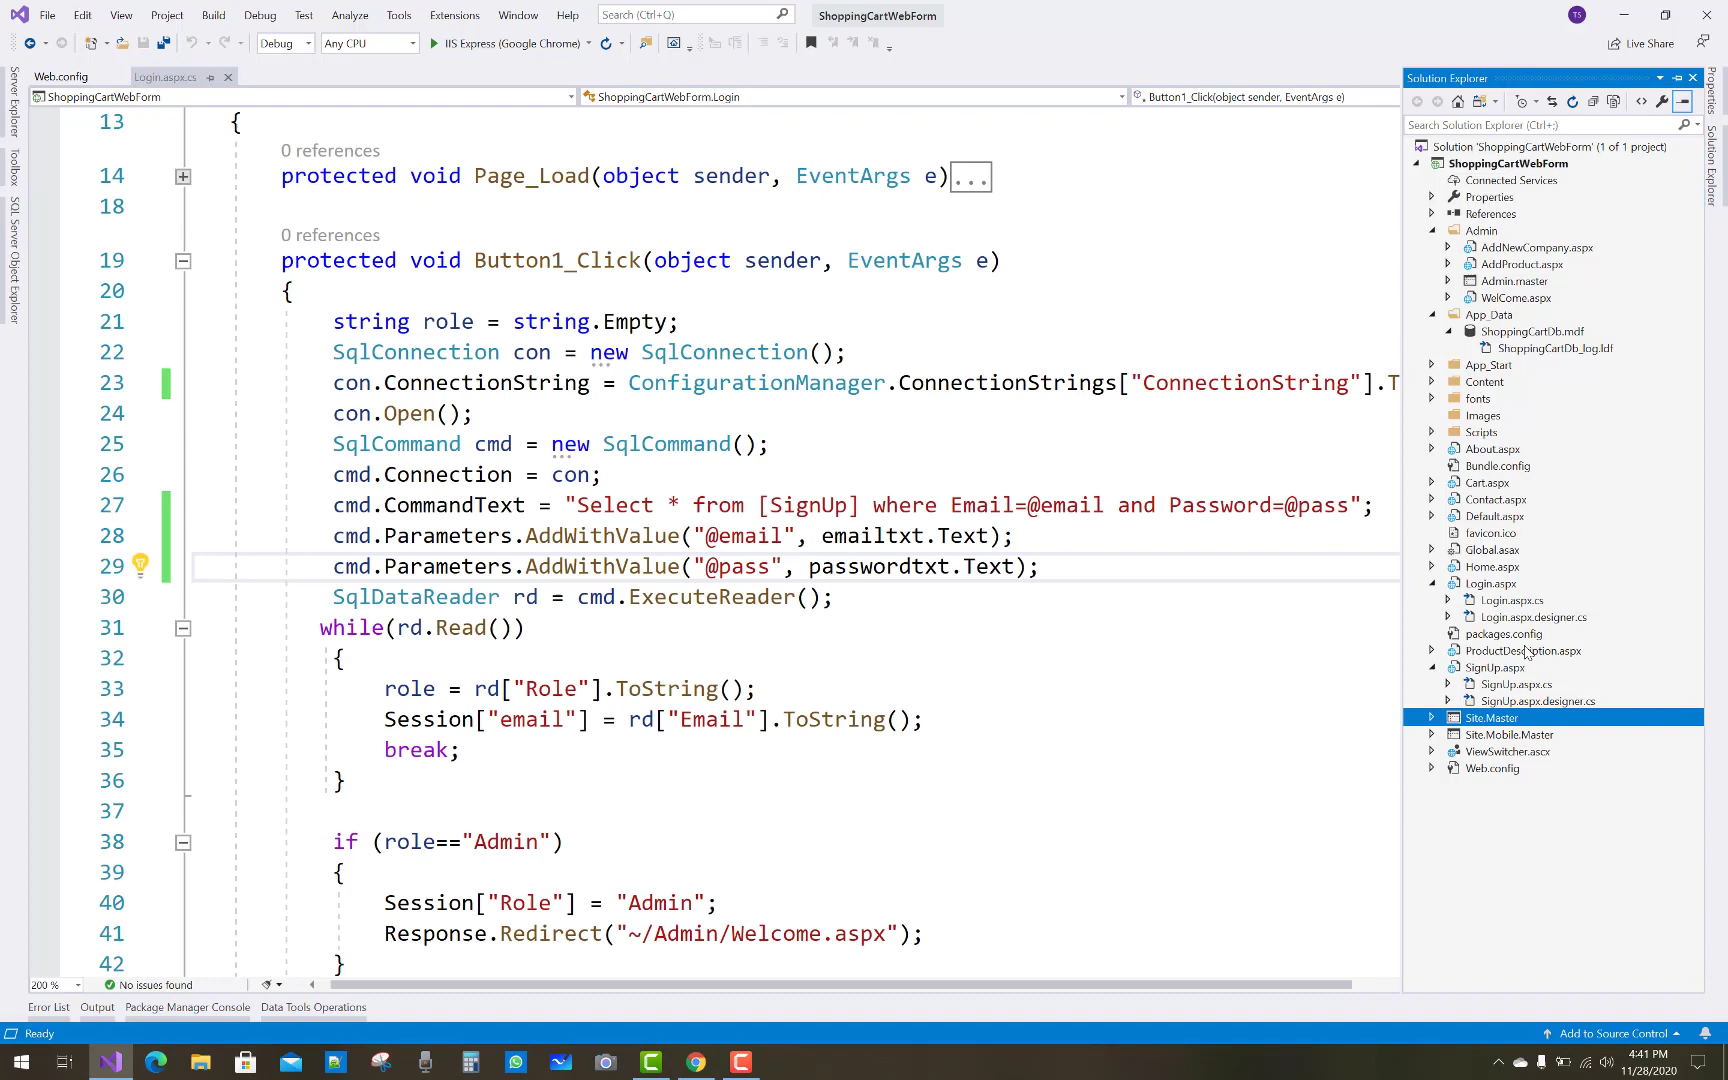 File Edit View Project Build Debug Test Analyze Tools Extensions Window Help Search (Ctrl+Q) ShoppingCartWebForm TS
Debug Any CPU IIS Express (Google Chrome) Live Share
Web.config Login.aspx.cs
ShoppingCartWebForm ShoppingCartWebForm.Login Button1_Click(object sender, EventArgs e)
Server Explorer
Toolbox
SQL Server Object Explorer
13 {
0 references
14 protected void Page_Load(object sender, EventArgs e)...
18
0 references
19 protected void Button1_Click(object sender, EventArgs e)
20 {
21 string role = string.Empty;
22 SqlConnection con = new SqlConnection();
23 con.ConnectionString = ConfigurationManager.ConnectionStrings["ConnectionString"].T
24 con.Open();
25 SqlCommand cmd = new SqlCommand();
26 cmd.Connection = con;
27 cmd.CommandText = "Select * from [SignUp] where Email=@email and Password=@pass";
28 cmd.Parameters.AddWithValue("@email", emailtxt.Text);
29 cmd.Parameters.AddWithValue("@pass", passwordtxt.Text);
30 SqlDataReader rd = cmd.ExecuteReader();
31 while(rd.Read())
32 {
33 role = rd["Role"].ToString();
34 Session["email"] = rd["Email"].ToString();
35 break;
36 }
37
38 if (role=="Admin")
39 {
40 Session["Role"] = "Admin";
41 Response.Redirect("~/Admin/Welcome.aspx");
42 }
200 % No issues found
Error List Output Package Manager Console Data Tools Operations
Solution Explorer
Search Solution Explorer (Ctrl+;)
Solution 'ShoppingCartWebForm' (1 of 1 project)
ShoppingCartWebForm
Connected Services
Properties
References
Admin
AddNewCompany.aspx
AddProduct.aspx
Admin.master
WelCome.aspx
App_Data
ShoppingCartDb.mdf
ShoppingCartDb_log.ldf
App_Start
Content
fonts
Images
Scripts
About.aspx
Bundle.config
Cart.aspx
Contact.aspx
Default.aspx
favicon.ico
Global.asax
Home.aspx
Login.aspx
Login.aspx.cs
Login.aspx.designer.cs
packages.config
ProductDescription.aspx
SignUp.aspx
SignUp.aspx.cs
SignUp.aspx.designer.cs
Site.Master
Site.Mobile.Master
ViewSwitcher.ascx
Web.config
Properties
Solution Explorer
Ready Add to Source Control
4:41 PM
11/28/2020